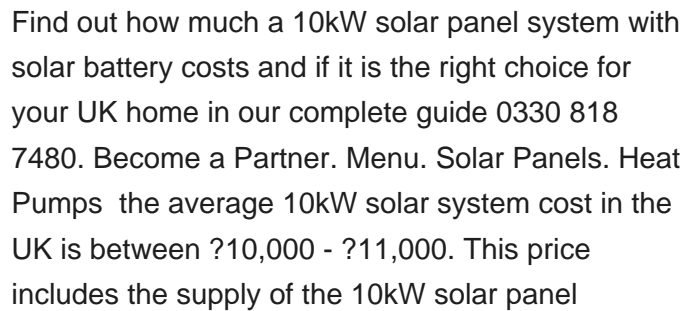 Find out how much a 10kW solar panel system with
solar battery costs and if it is the right choice for
your UK home in our complete guide 0330 818
7480. Become a Partner. Menu. Solar Panels. Heat
Pumps  the average 10kW solar system cost in the
UK is between ?10,000 - ?11,000. This price
includes the supply of the 10kW solar panel